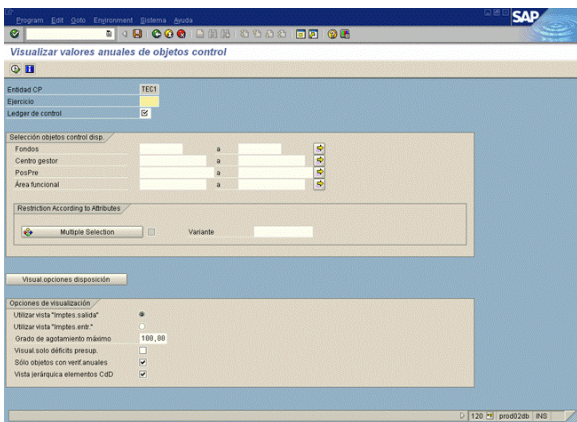 Program Edit Goto Environment Sistema Ayuda
SAP
Visualizar valores anuales de objetos control
Entidad CP TEC1
Ejercicio
Ledger de control
Selección objetos control disp.
Fondos a
Centro gestor a
PosPre a
Área funcional a
Restriction According to Attributes
Multiple Selection Variante
Visual.opciones disposición
Opciones de visualización
Utilizar vista "Imptes.salida"
Utilizar vista "Imptes.entr."
Grado de agotamiento máximo 100,00
Visual.solo déficits presup.
Sólo objetos con verif.anuales
Vista jerárquica elementos CdD
120 prod02db INS